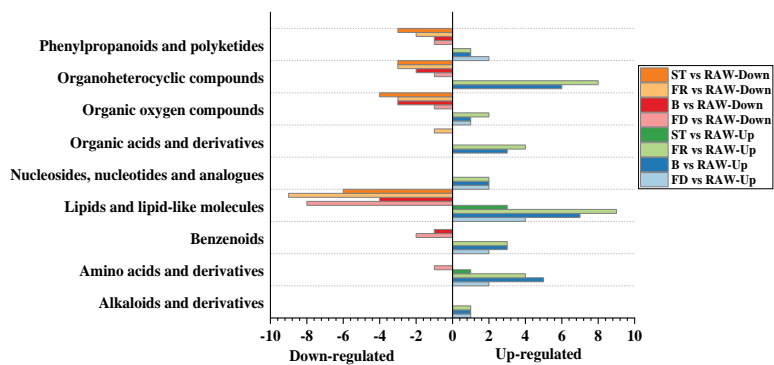 Phenylpropanoids and polyketides
Organoheterocyclic compounds
Organic oxygen compounds
Organic acids and derivatives
Nucleosides, nucleotides and analogues
Lipids and lipid-like molecules
Benzenoids
Amino acids and derivatives
Alkaloids and derivatives
-10 -8 -6 -4 -2 0 2 4 6 8 10
Down-regulated Up-regulated
ST vs RAW-Down
FR vs RAW-Down
B vs RAW-Down
FD vs RAW-Down
ST vs RAW-Up
FR vs RAW-Up
B vs RAW-Up
FD vs RAW-Up